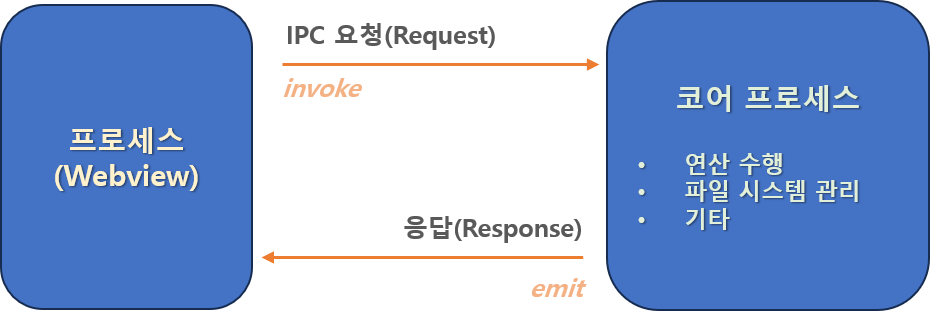 프로세스
(Webview)
IPC 요청(Request)
invoke
응답(Response)
emit
코어 프로세스
• 연산 수행
• 파일 시스템 관리
• 기타